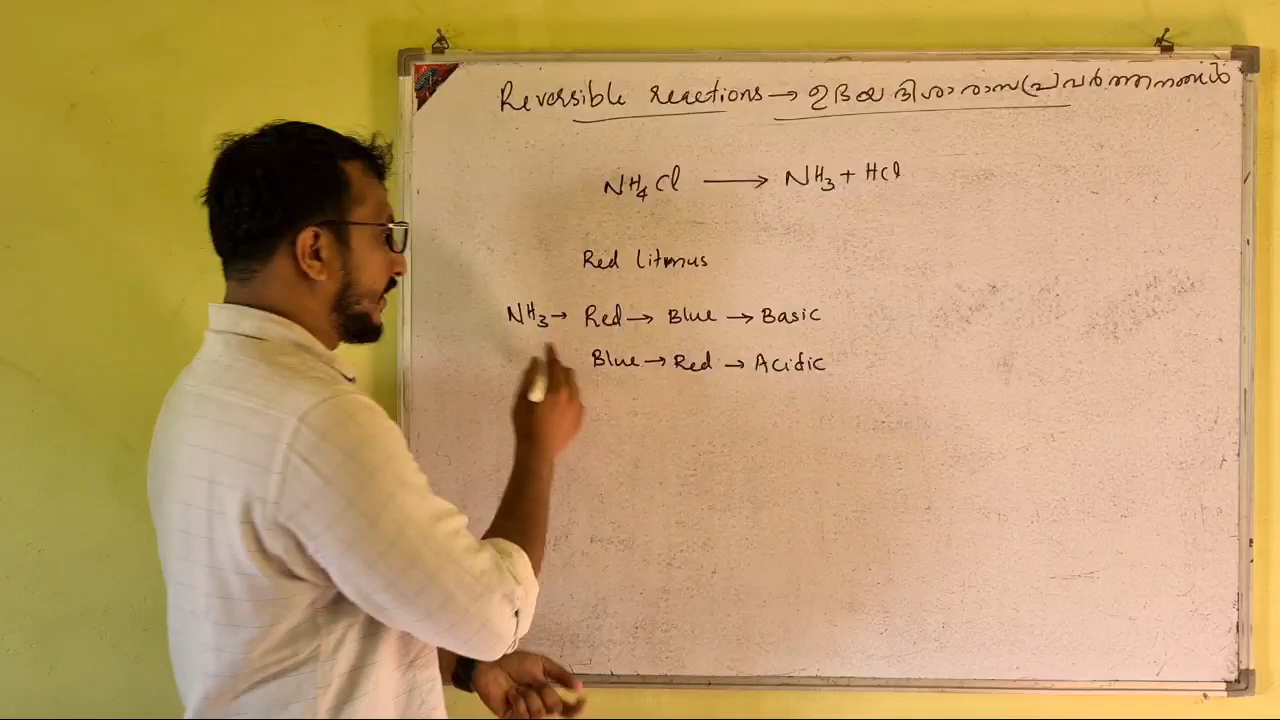 Reversible reactions → ഉഭയദിശാരാസപ്രവർത്തനങ്ങൾ
NH₄Cl → NH₃ + HCl
Red litmus
NH₃ → Red → Blue → Basic
Blue → Red → Acidic